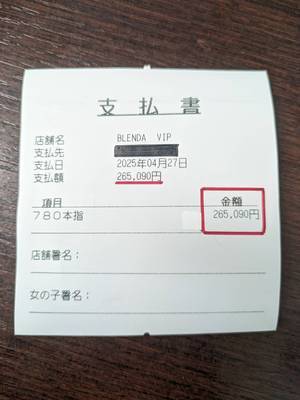 支払書
店舗名 BLENDA VIP
支払先
支払日 2025年04月27日
支払額 265,090円
項目 金額
780本指 265,090円
店舗署名：
女の子署名：